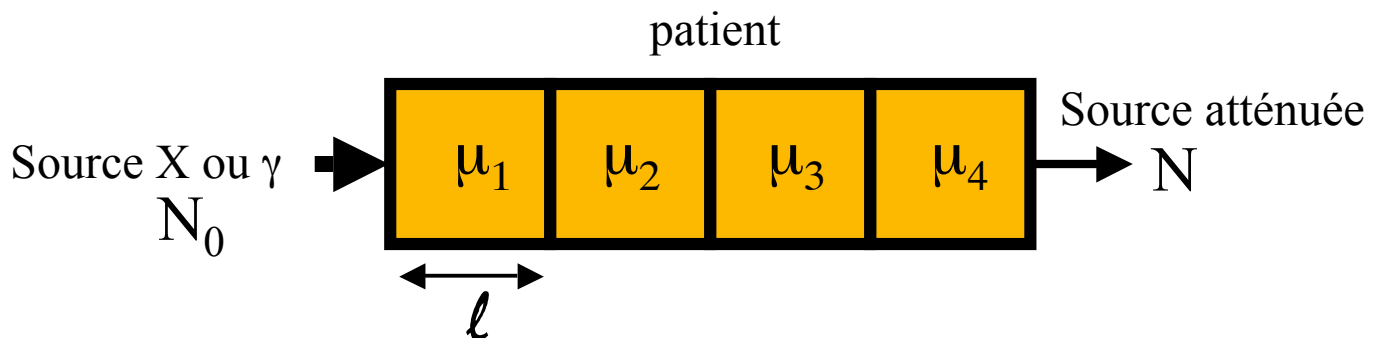 patient
Source X ou γ
N₀
μ₁
μ₂
μ₃
μ₄
Source atténuée
N
ℓ